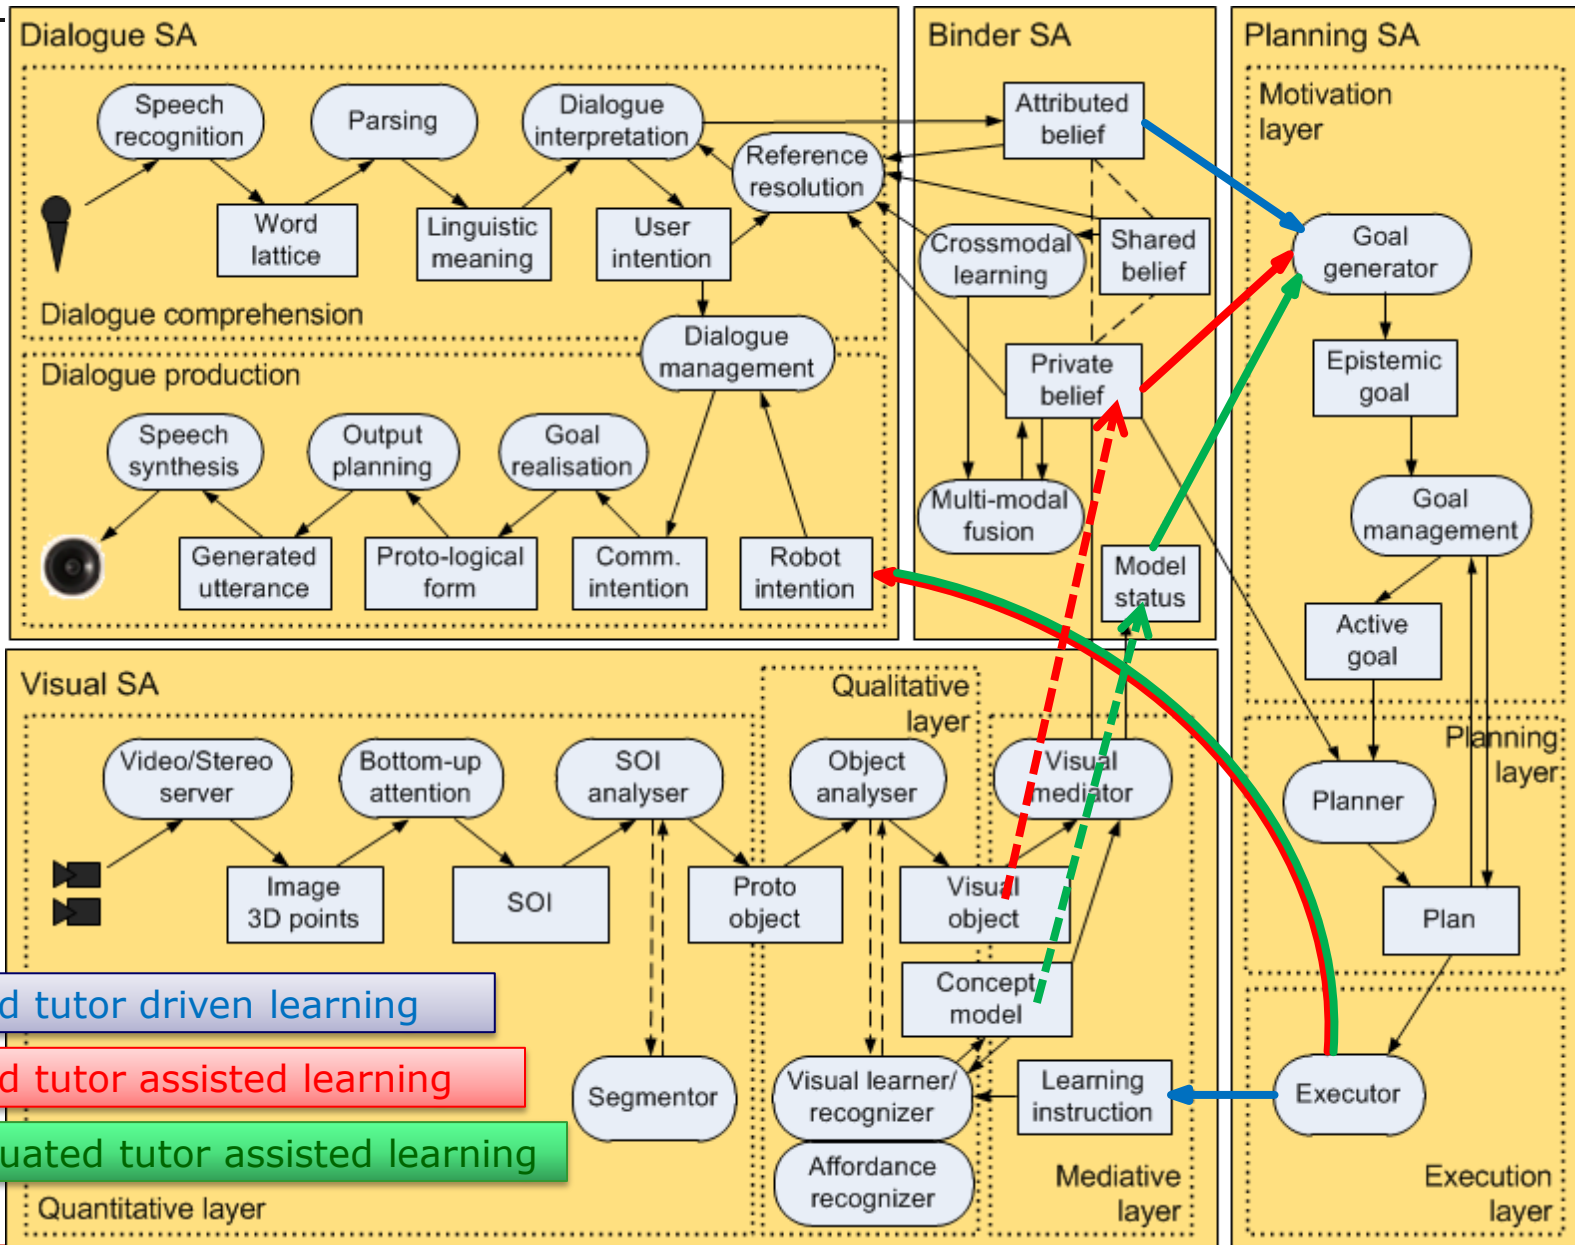 Dialogue SA
Speech
recognition
Parsing
Dialogue
interpretation
Reference
resolution
Word
lattice
Linguistic
meaning
User
intention
Dialogue comprehension
Dialogue
management
Dialogue production
Speech
synthesis
Output
planning
Goal
realisation
Generated
utterance
Proto-logical
form
Comm.
intention
Robot
intention
Binder SA
Attributed
belief
Crossmodal
learning
Shared
belief
Private
belief
Multi-modal
fusion
Model
status
Planning SA
Motivation
layer
Goal
generator
Epistemic
goal
Goal
management
Active
goal
Planning
layer
Planner
Plan
Executor
Execution
layer
Visual SA
Qualitative
layer
Video/Stereo
server
Bottom-up
attention
SOI
analyser
Object
analyser
Visual
mediator
Image
3D points
SOI
Proto
object
Visual
object
Concept
model
Segmentor
Visual learner/
recognizer
Learning
instruction
Affordance
recognizer
Mediative
layer
d tutor driven learning
d tutor assisted learning
uated tutor assisted learning
Quantitative layer